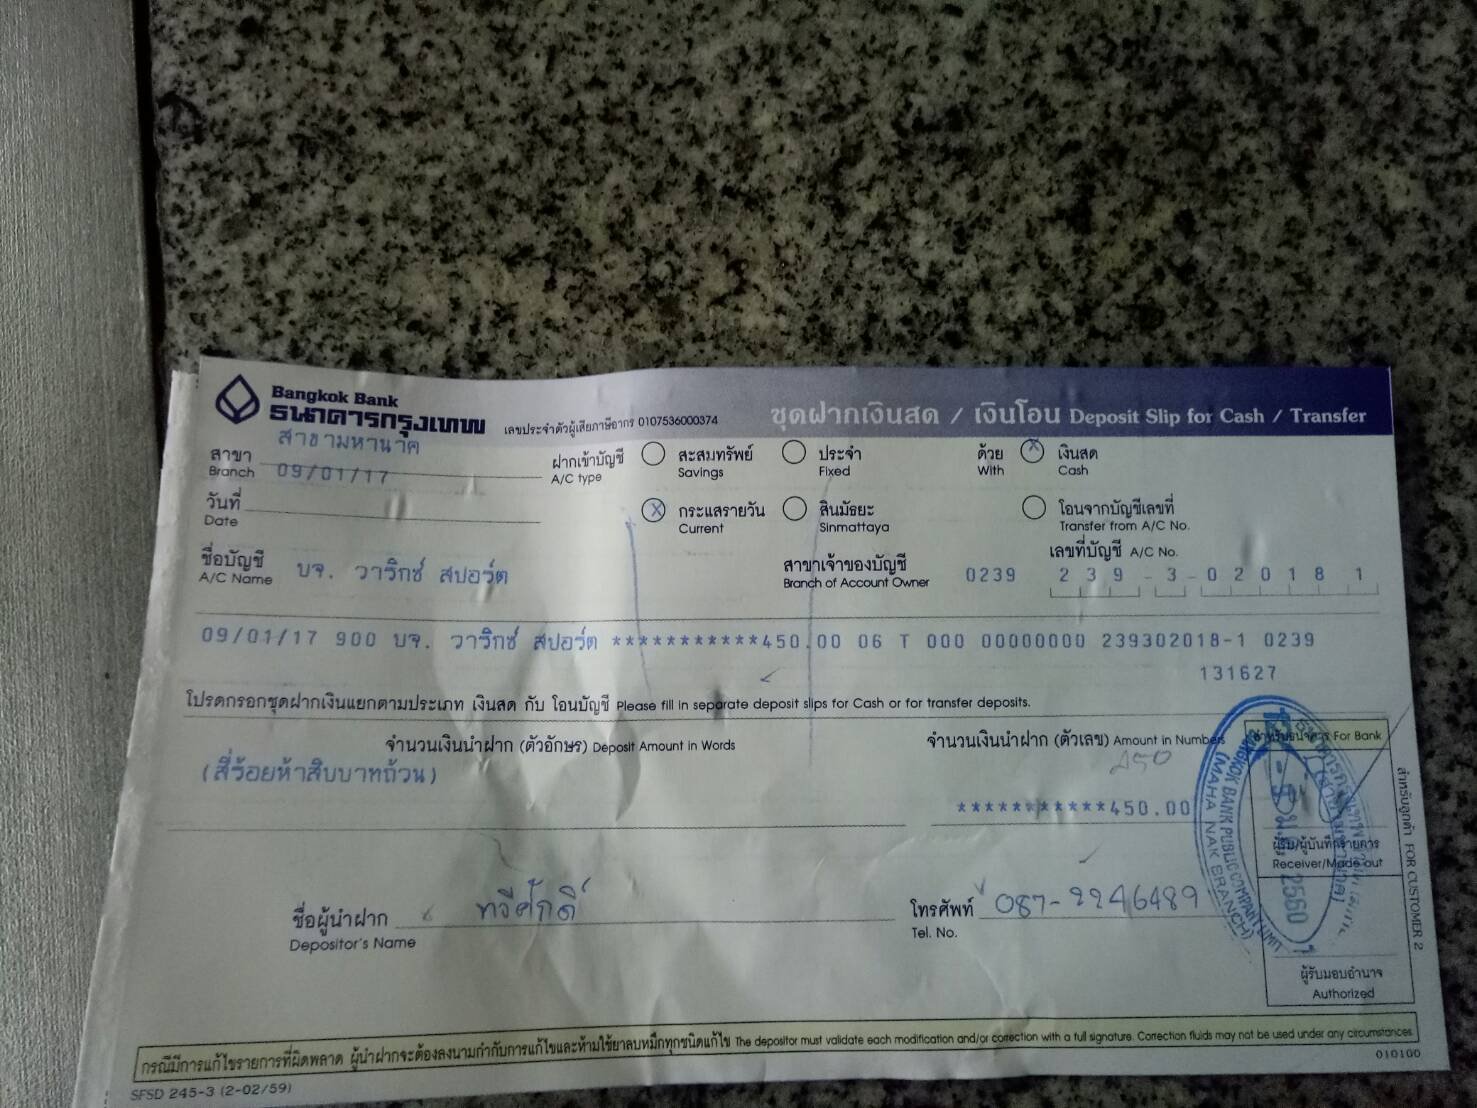 Bangkok Bank
ธนาคารกรุงเทพ
เลขประจำตัวผู้เสียภาษีอากร 0107536000374
ชุดฝากเงินสด / เงินโอน Deposit Slip for Cash / Transfer
สาขามหานาค
สาขา
Branch
09/01/17
ฝากเข้าบัญชี
A/C type
สะสมทรัพย์
Savings
ประจำ
Fixed
ด้วย
With
X
เงินสด
Cash
วันที่
Date
X
กระแสรายวัน
Current
สินมัธยะ
Sinmattaya
โอนจากบัญชีเลขที่
Transfer from A/C No.
ชื่อบัญชี
A/C Name
บจ. วาริกซ์ สปอร์ต
สาขาเจ้าของบัญชี
Branch of Account Owner
0239
เลขที่บัญชี A/C No.
2 3 9 - 3 - 0 2 0 1 8 1
09/01/17 900 บจ. วาริกซ์ สปอร์ต ***********450.00 06 T 000 00000000 239302018-1 0239
131627
โปรดกรอกชุดฝากเงินแยกตามประเภท เงินสด กับ โอนบัญชี Please fill in separate deposit slips for Cash or for transfer deposits.
จำนวนเงินนำฝาก (ตัวอักษร) Deposit Amount in Words
จำนวนเงินนำฝาก (ตัวเลข) Amount in Numbers
สำหรับธนาคาร For Bank
(สี่ร้อยห้าสิบบาทถ้วน)
450
***********450.00
BANGKOK BANK PUBLIC COMPANY LIMITED
(MAHA NAK BRANCH)
2560
ผู้รับ/ผู้บันทึกรายการ
Receiver/Made out
สำหรับลูกค้า FOR CUSTOMER 2
ชื่อผู้นำฝาก
Depositor's Name
ทวีศักดิ์
โทรศัพท์
Tel. No.
087-2246489
ผู้รับมอบอำนาจ
Authorized
กรณีมีการแก้ไขรายการที่ผิดพลาด ผู้นำฝากจะต้องลงนามกำกับการแก้ไขและห้ามใช้ยาลบหมึกทุกชนิดแก้ไข The depositor must validate each modification and/or correction with a full signature. Correction fluids may not be used under any circumstances.
010100
SFSD 245-3 (2-02/59)